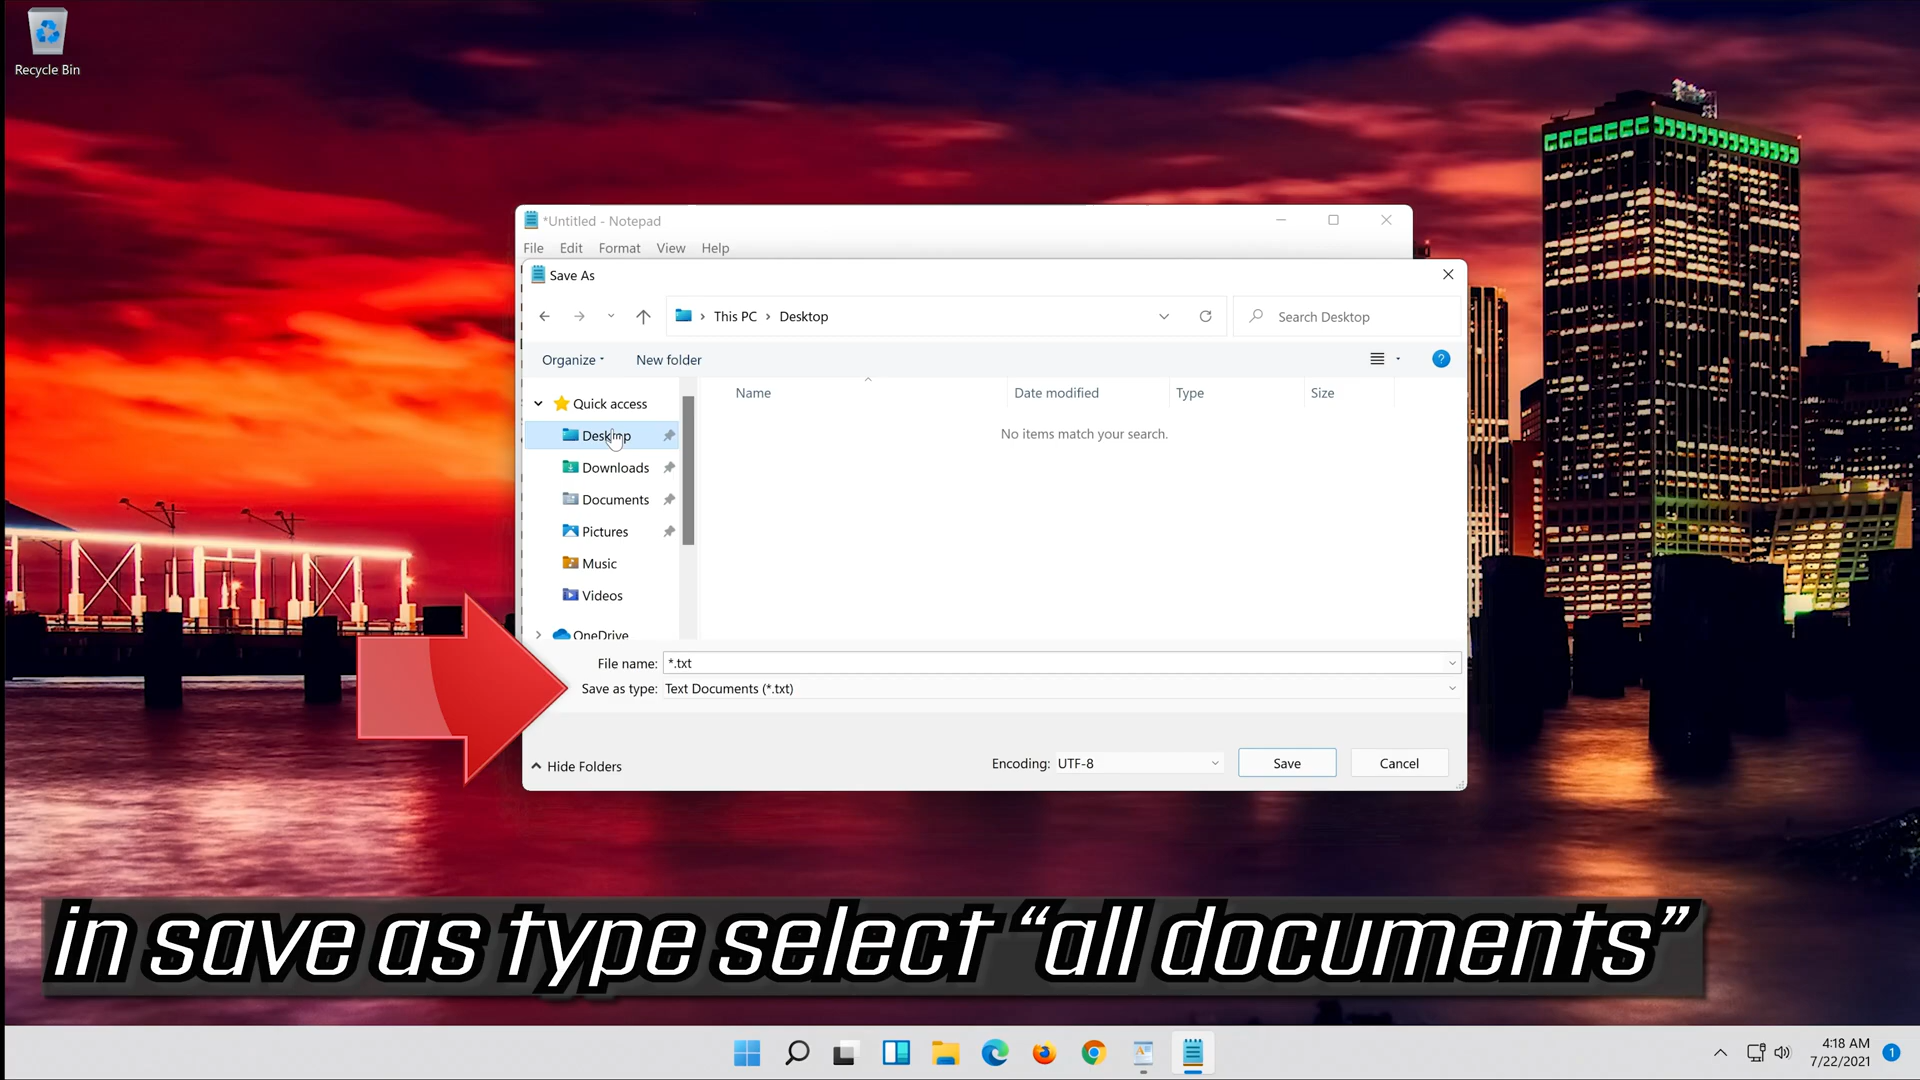 Recycle Bin
*Untitled - Notepad
File Edit Format View Help
Save As
This PC › Desktop
Search Desktop
Organize New folder
?
Name Date modified Type Size
Quick access
No items match your search.
Desktop
Downloads
Documents
Pictures
Music
Videos
OneDrive
File name: *.txt
Save as type: Text Documents (*.txt)
Hide Folders
Encoding: UTF-8
Save
Cancel
in save as type select “all documents”
4:18 AM
7/22/2021
1